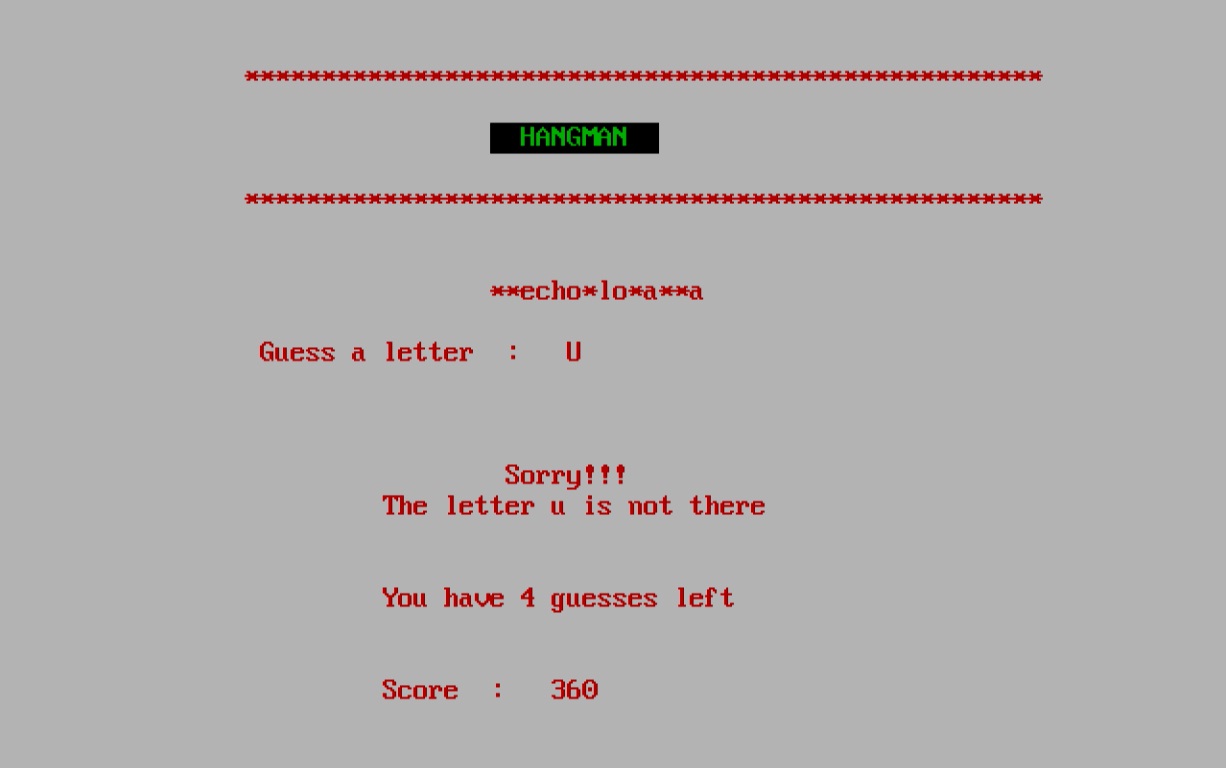 ****************************************************
HANGMAN
****************************************************
**echo*lo*a**a
Guess a letter : U
Sorry!!!
The letter u is not there
You have 4 guesses left
Score : 360